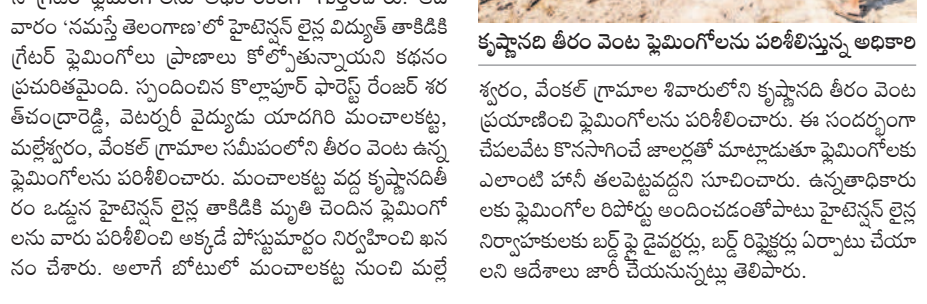 వారం ‘నమస్తే తెలంగాణ’లో హైటెన్షన్ లైన్ల విద్యుత్ తాకిడికి
గ్రేటర్ ఫ్లెమింగోలు ప్రాణాలు కోల్పోతున్నాయని కథనం
ప్రచురితమైంది. స్పందించిన కొల్లాపూర్ ఫారెస్ట్ రేంజర్ శర
త్‌చంద్రారెడ్డి, వెటర్నరీ వైద్యుడు యాదగిరి మంచాలకట్ట,
మల్లేశ్వరం, వేంకల్ గ్రామాల సమీపంలోని తీరం వెంట ఉన్న
ఫ్లెమింగోలను పరిశీలించారు. మంచాలకట్ట వద్ద కృష్ణానదితీ
రం ఒడ్డున హైటెన్షన్ లైన్ల తాకిడికి మృతి చెందిన ఫ్లెమింగో
లను వారు పరిశీలించి అక్కడే పోస్టుమార్టం నిర్వహించి ఖన
నం చేశారు. అలాగే బోటులో మంచాలకట్ట నుంచి మల్లే
కృష్ణానది తీరం వెంట ఫ్లెమింగోలను పరిశీలిస్తున్న అధికారి
శ్వరం, వేంకల్ గ్రామాల శివారులోని కృష్ణానది తీరం వెంట
ప్రయాణించి ఫ్లెమింగోలను పరిశీలించారు. ఈ సందర్భంగా
చేపలవేట కొనసాగించే జాలర్లతో మాట్లాడుతూ ఫ్లెమింగోలకు
ఎలాంటి హానీ తలపెట్టవద్దని సూచించారు. ఉన్నతాధికారు
లకు ఫ్లెమింగోల రిపోర్టు అందించడంతోపాటు హైటెన్షన్ లైన్ల
నిర్వాహకులకు బర్డ్ ఫ్లై డైవర్టర్లు, బర్డ్ రిఫ్లెక్టర్లు ఏర్పాటు చేయా
లని ఆదేశాలు జారీ చేయనున్నట్లు తెలిపారు.